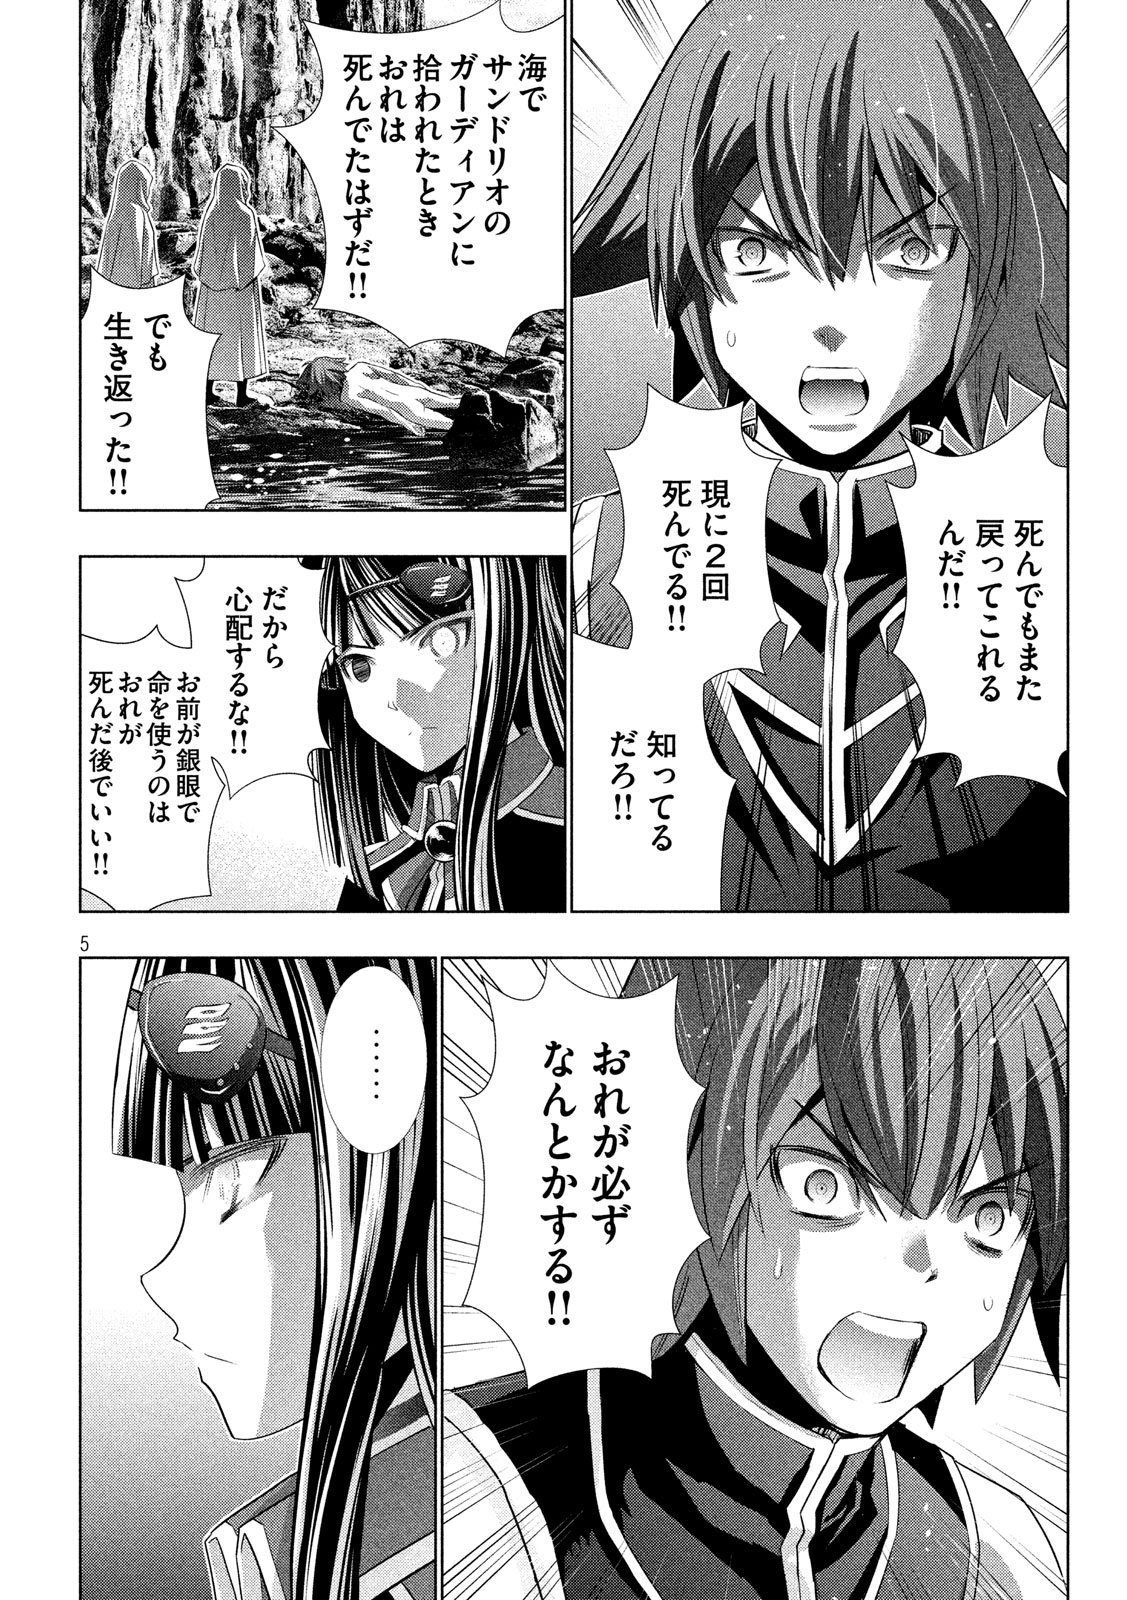 死んでもまた
戻ってこれる
んだ!!
現に2回
死んでる!!
知ってる
だろ!!
海で
サンドリオの
ガーディアンに
拾われたとき
おれは
死んでたはずだ!!
でも
生き返った!!
だから
心配するな!!
お前が銀眼で
命を使うのは
おれが
死んだ後でいい!!
おれが必ず
なんとかする!!
……
5